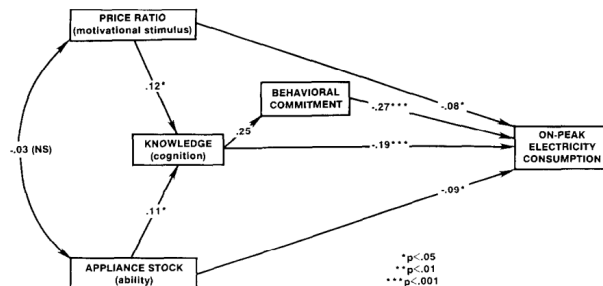 PRICE RATIO
(motivational stimulus)
.12*
BEHAVIORAL
COMMITMENT
-.27***
-.08*
-.03 (NS)
KNOWLEDGE
(cognition)
.25
-.19***
ON-PEAK
ELECTRICITY
CONSUMPTION
.11*
-.09*
APPLIANCE STOCK
(ability)
*p<.05
**p<.01
***p<.001